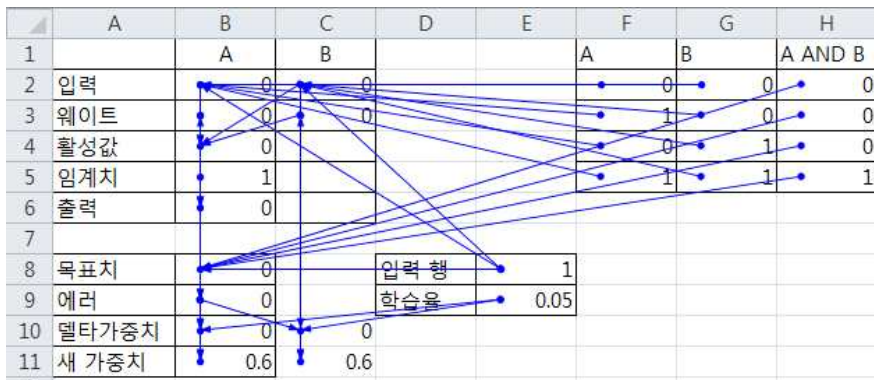 A B C D E F G H
1 A B A B A AND B
2 입력 0 0 0 0 0
3 웨이트 0 0 1 0 0
4 활성값 0 0 1 0
5 임계치 1 1 1 1
6 출력 0
7
8 목표치 0 입력 행 1
9 에러 0 학습율 0.05
10 델타가중치 0 0
11 새 가중치 0.6 0.6